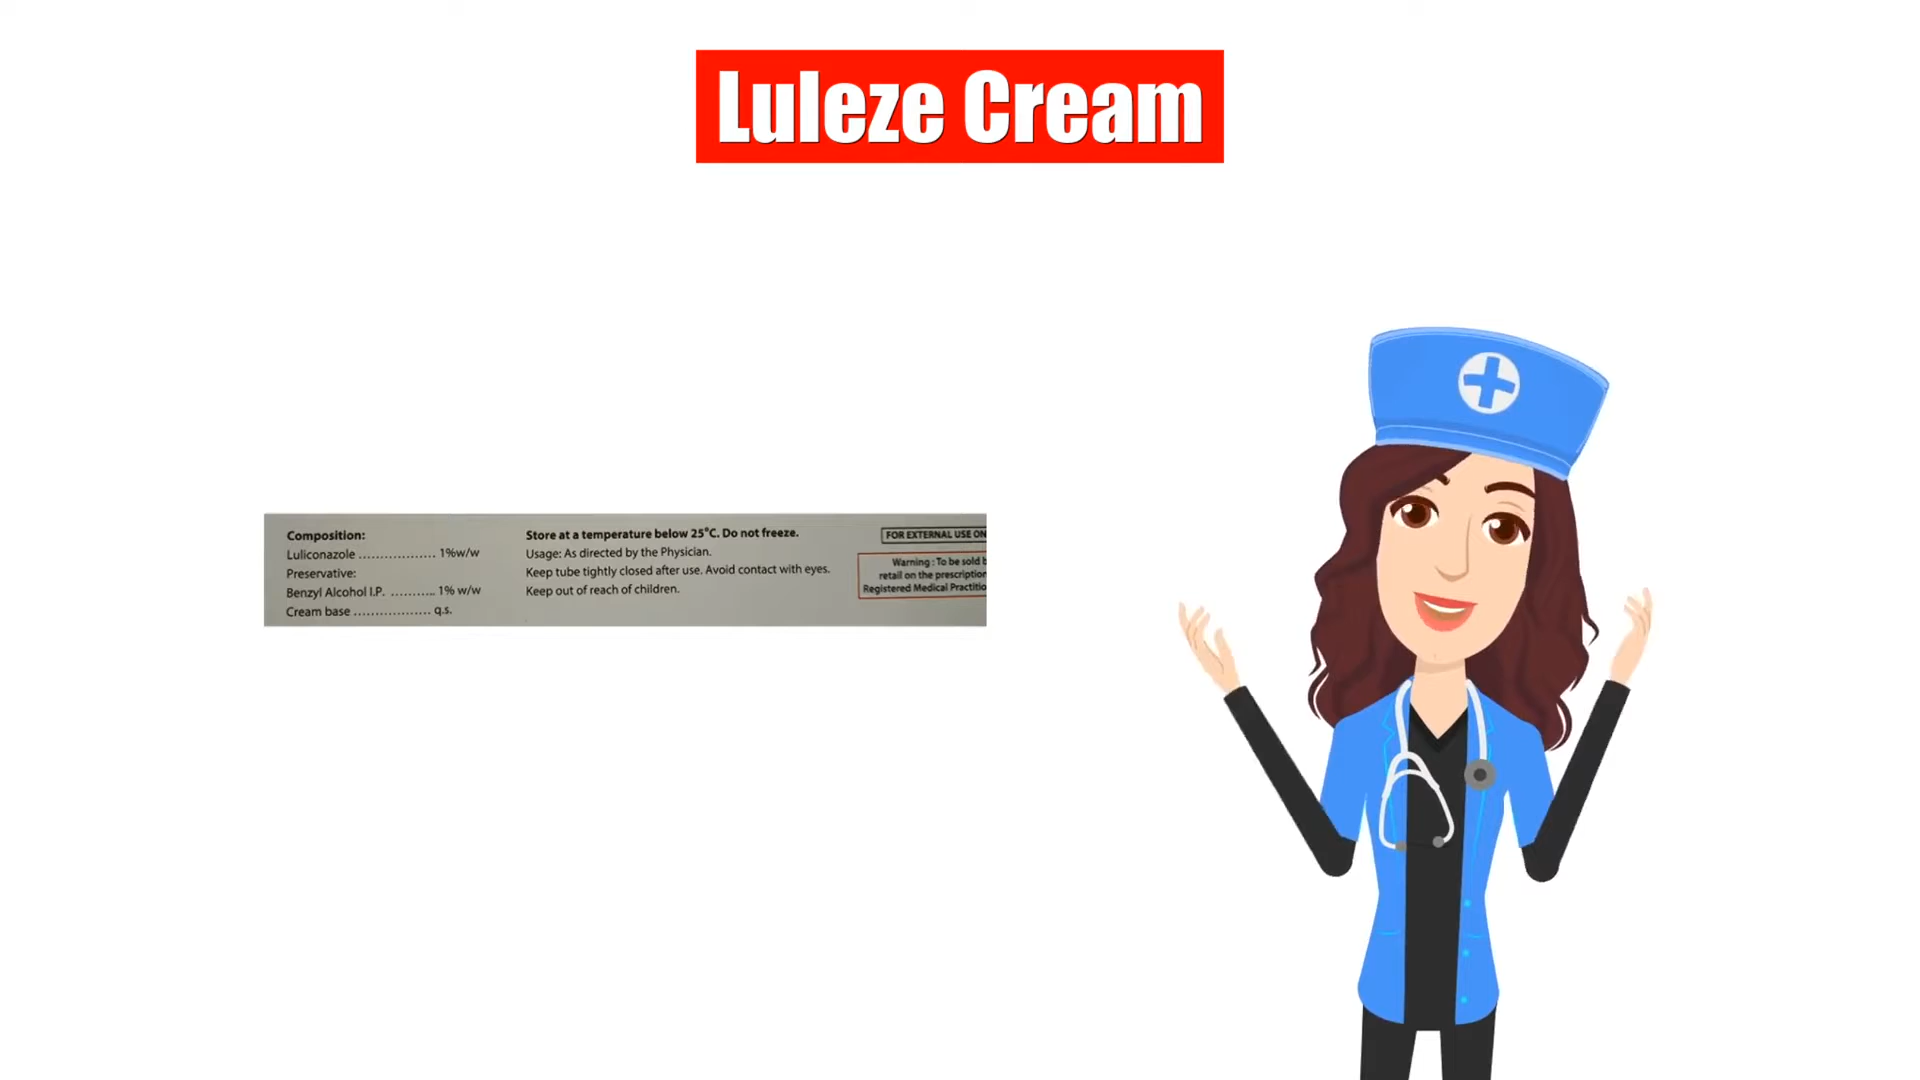 Luleze Cream
Composition:
Luliconazole .................. 1%w/w
Preservative:
Benzyl Alcohol I.P. .......... 1% w/w
Cream base .................. q.s.
Store at a temperature below 25°C. Do not freeze.
Usage: As directed by the Physician.
Keep tube tightly closed after use. Avoid contact with eyes.
Keep out of reach of children.
FOR EXTERNAL USE ON
Warning : To be sold
retail on the prescription
Registered Medical